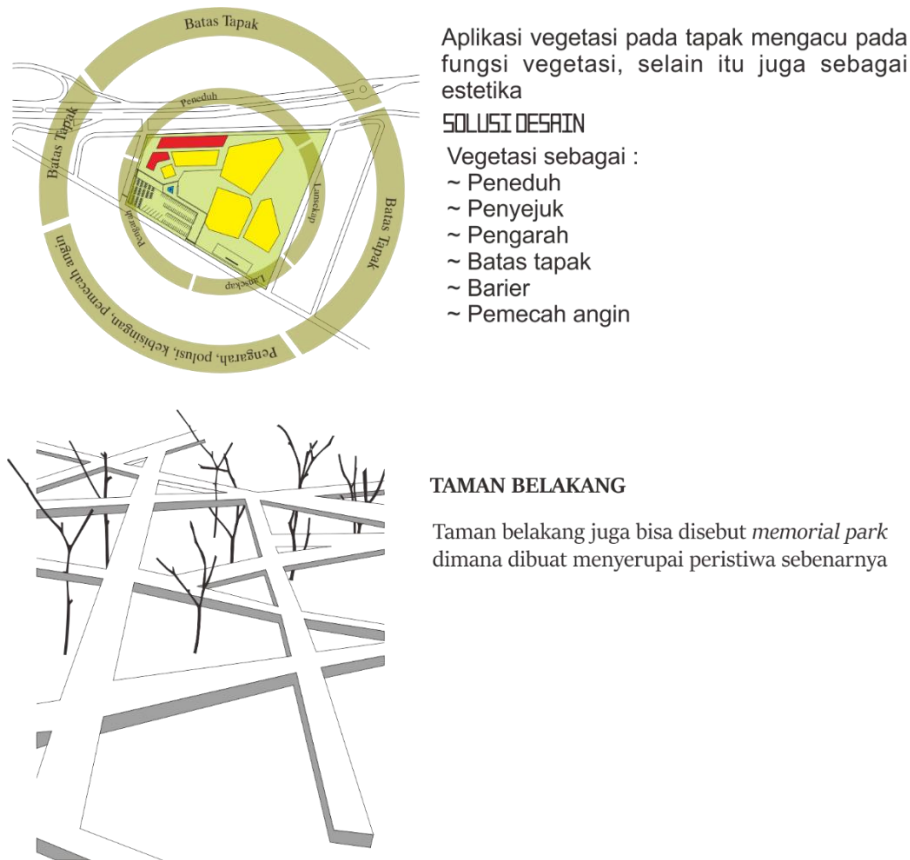 Batas Tapak
Batas Tapak
Batas Tapak
Pengarah, polusi, kebisingan, pemecah angin
Peneduh
Lansekap
Lansekap
Pengarah
Aplikasi vegetasi pada tapak mengacu pada
fungsi vegetasi, selain itu juga sebagai
estetika
SOLUSI DESAIN
Vegetasi sebagai :
~ Peneduh
~ Penyejuk
~ Pengarah
~ Batas tapak
~ Barier
~ Pemecah angin
TAMAN BELAKANG
Taman belakang juga bisa disebut memorial park
dimana dibuat menyerupai peristiwa sebenarnya